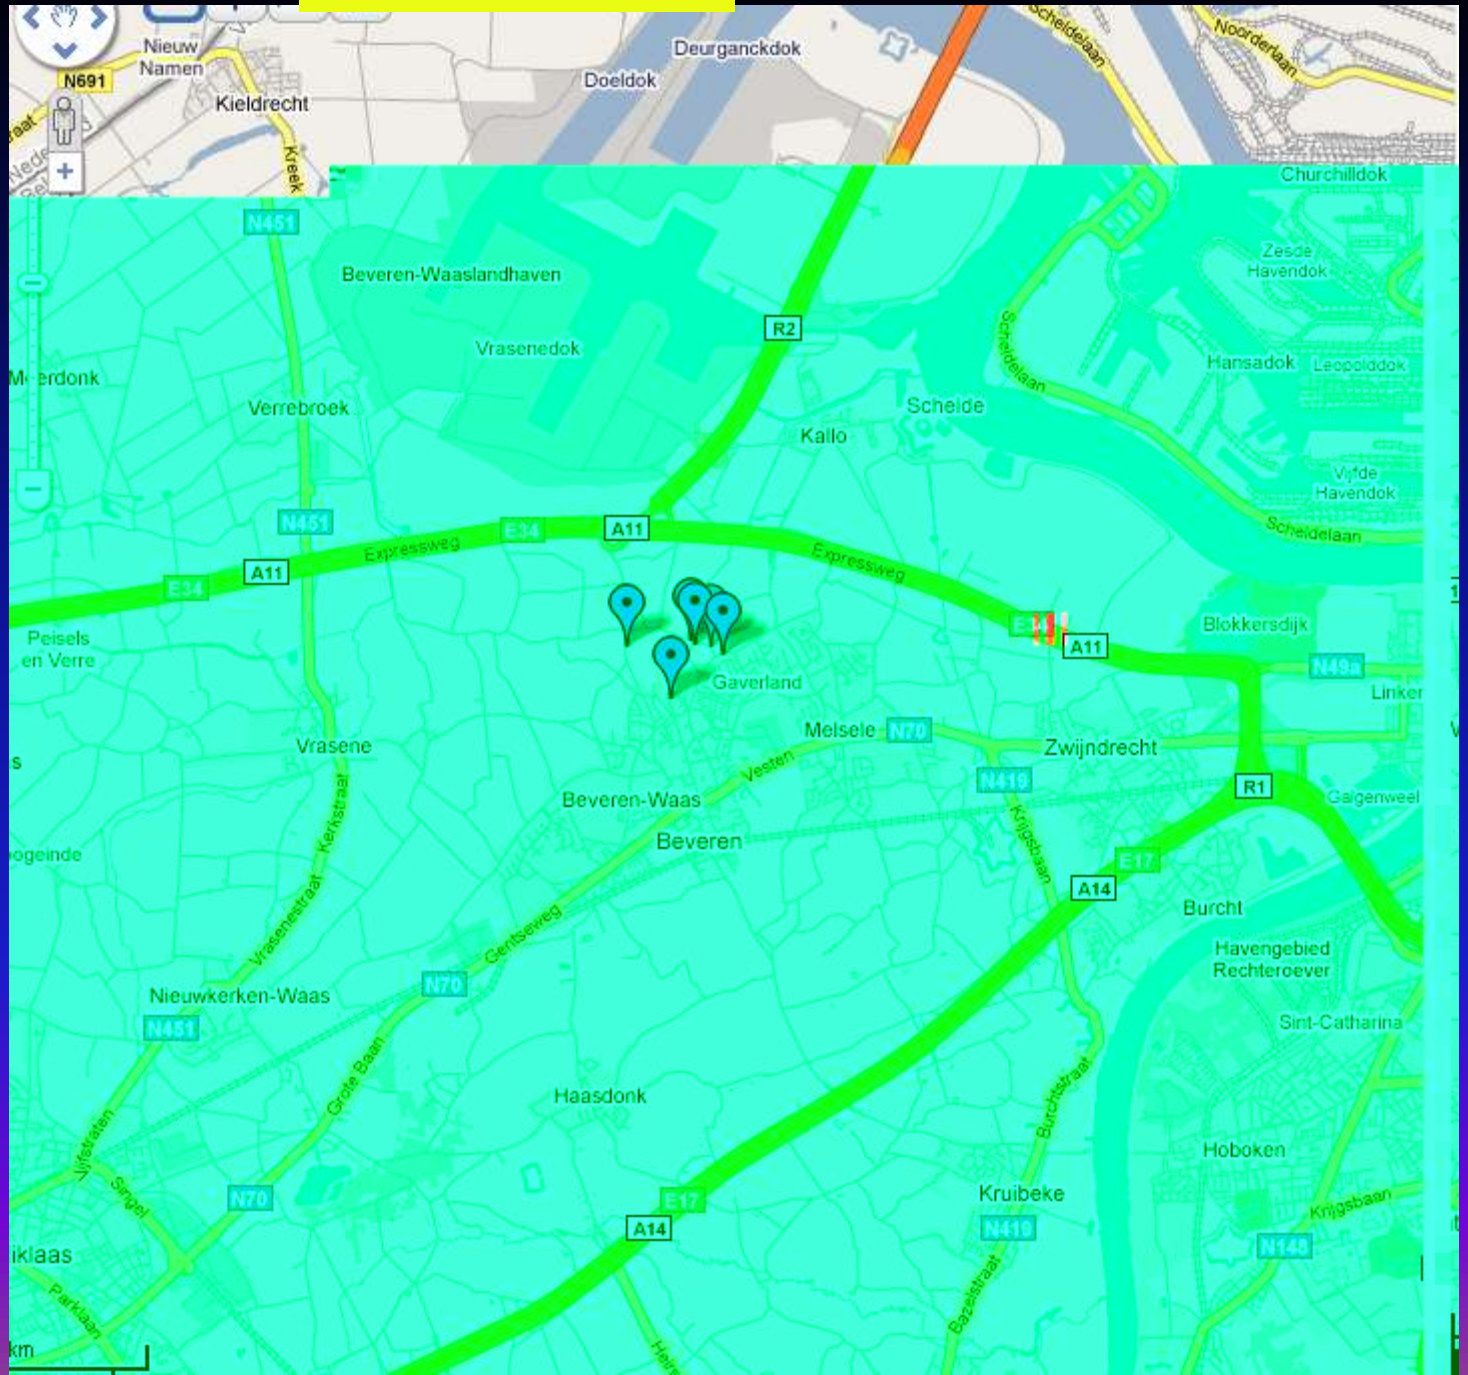 Nieuw
Namen
N691
Kieldrecht
Kreek
Deurganckdok
Doeldok
Scheldelaan
Noorderlaan
Churchilldok
N451
Beveren-Waaslandhaven
Zesde
Havendok
R2
Vrasenedok
Scheldelaan
Hansadok
Leopolddok
Verrebroek
Schelde
Kallo
Vijfde
Havendok
N451
E34
A11
Scheldelaan
Expressweg
Expressweg
A11
E34
Blokkersdijk
Peisels
en Verre
A11
N49a
Gaverland
Linker
Melsele
N70
Vrasene
Zwijndrecht
Vesten
N419
R1
Beveren-Waas
Galgenweel
Kerkstraat
Krijgsbaan
Beveren
ogeinde
E17
A14
Burcht
Vrasenestraat
Gentseweg
Havengebied
Rechteroever
N70
Nieuwkerken-Waas
N451
Sint-Catharina
Grote Baan
Haasdonk
Burchtstraat
Vijfstraten
Hoboken
Singel
N70
E17
Kruibeke
Krijgsbaan
A14
N419
N148
iklaas
Bazelstraat
Parklaan
km